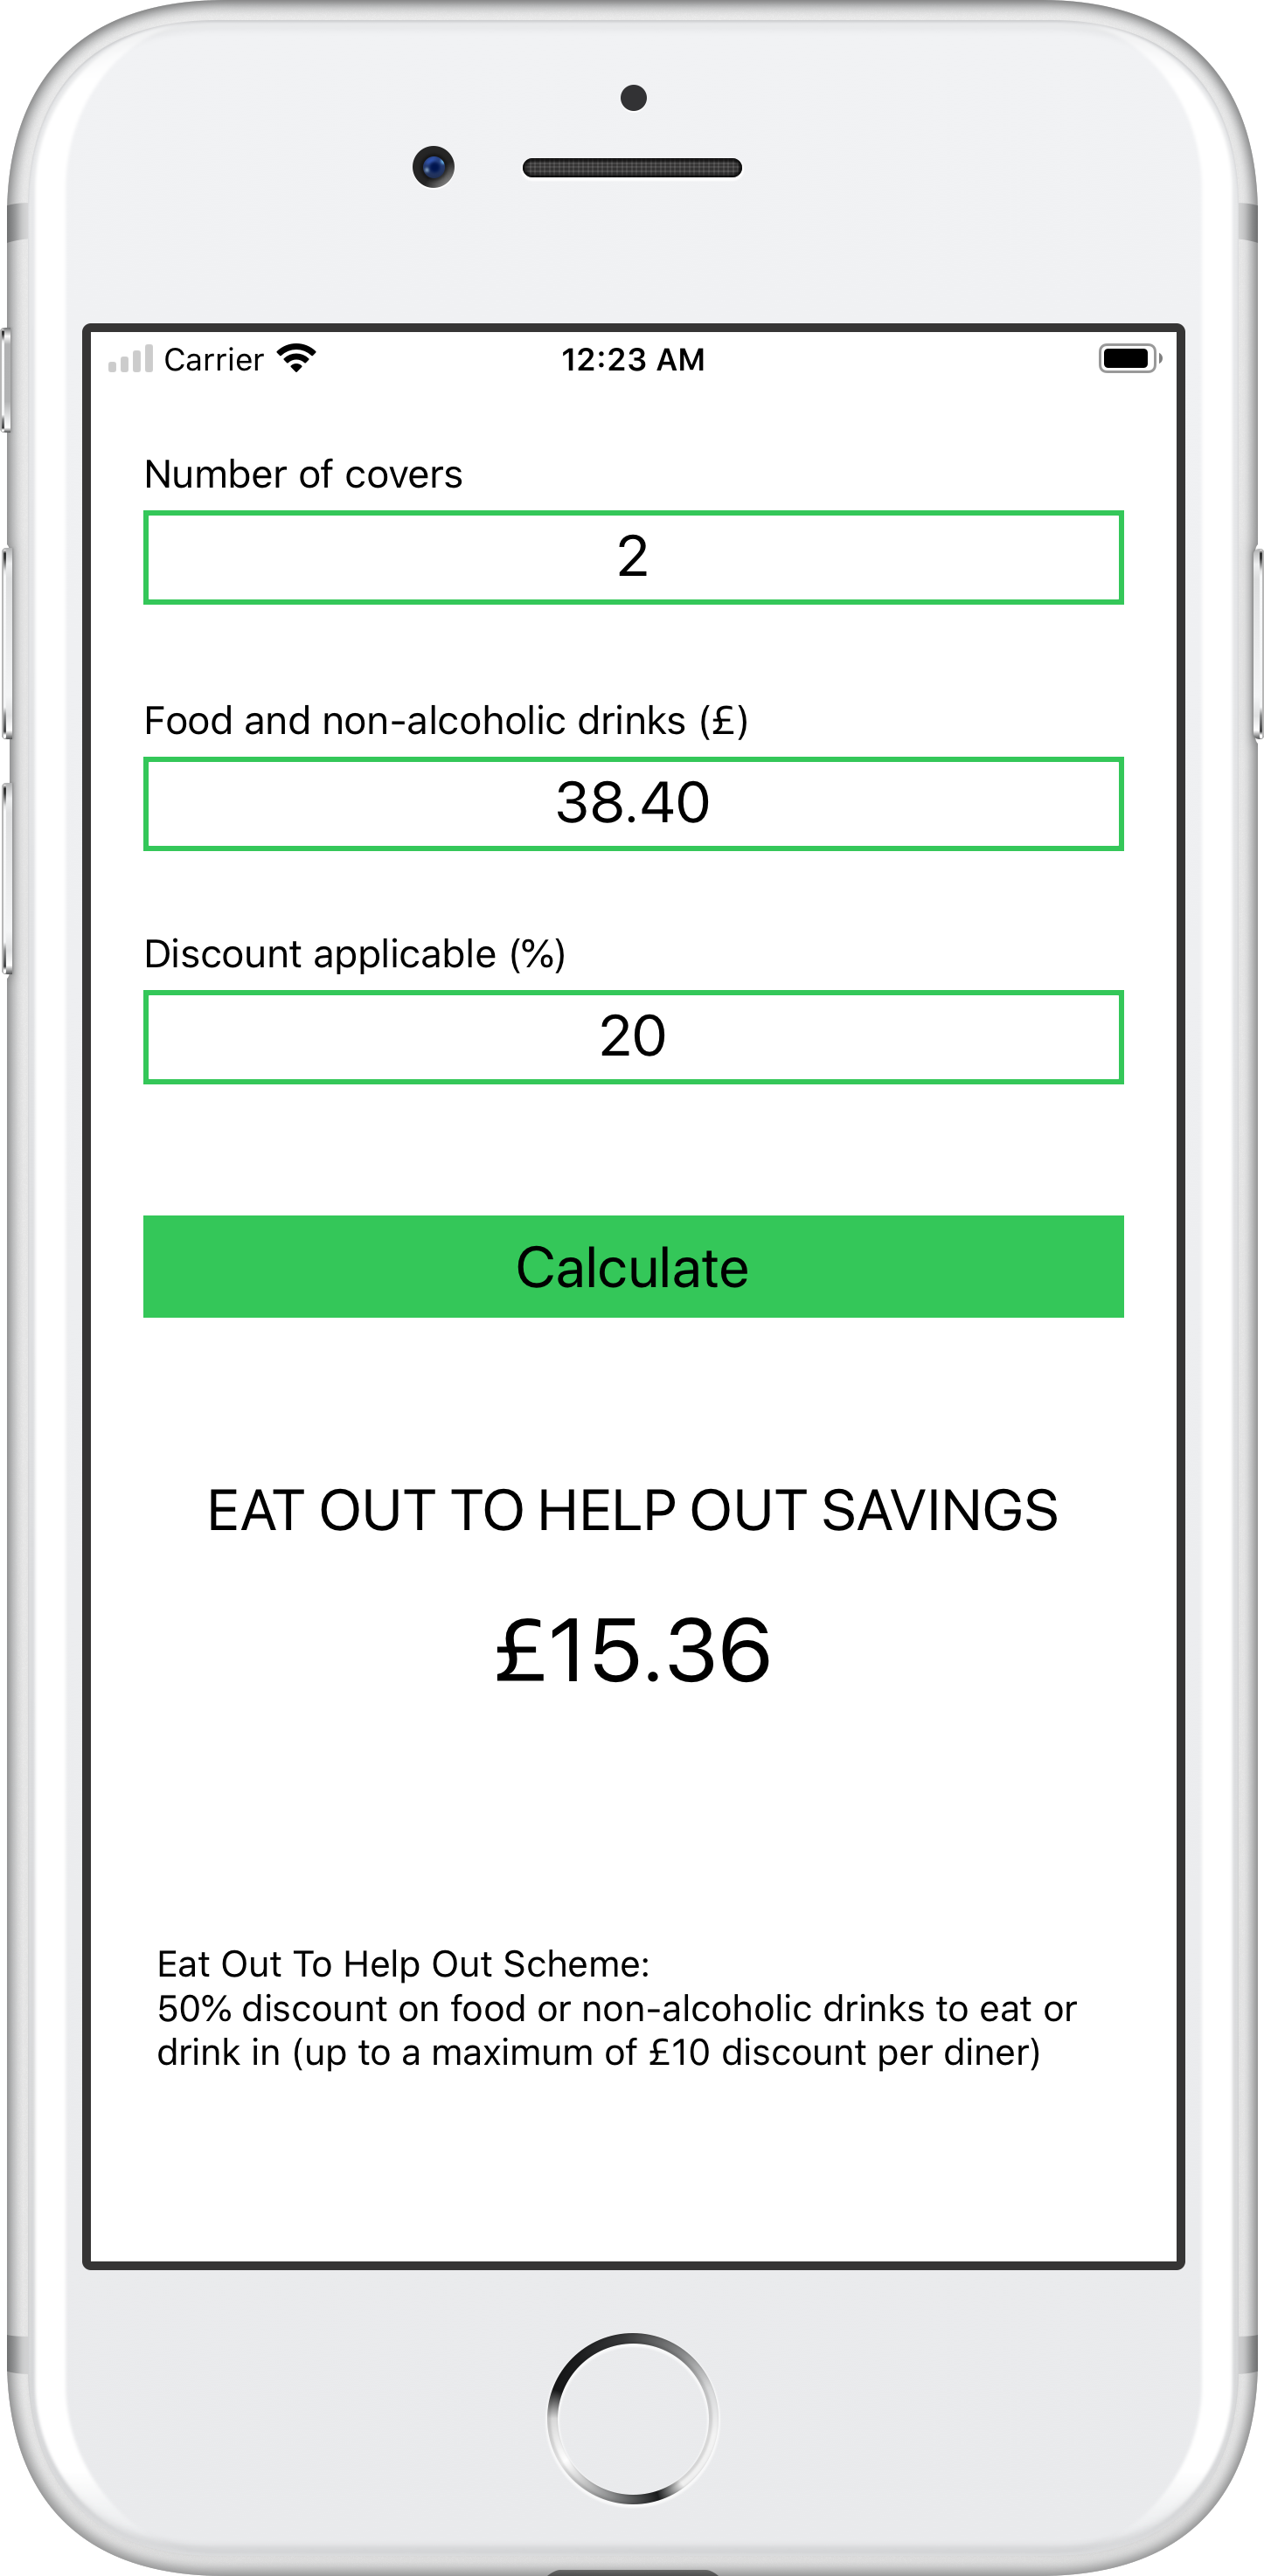 Carrier 12:23 AM
Number of covers
2
Food and non-alcoholic drinks (£)
38.40
Discount applicable (%)
20
Calculate
EAT OUT TO HELP OUT SAVINGS
£15.36
Eat Out To Help Out Scheme:
50% discount on food or non-alcoholic drinks to eat or
drink in (up to a maximum of £10 discount per diner)